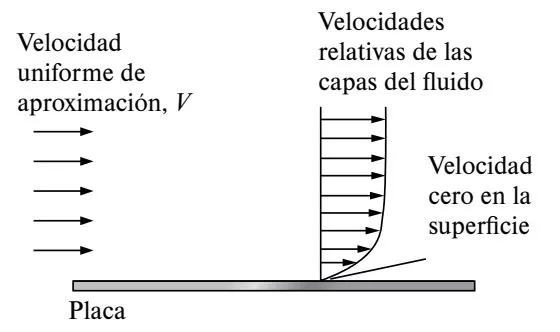 Velocidad
uniforme de
aproximación, V
Velocidades
relativas de las
capas del fluido
Velocidad
cero en la
superficie
Placa